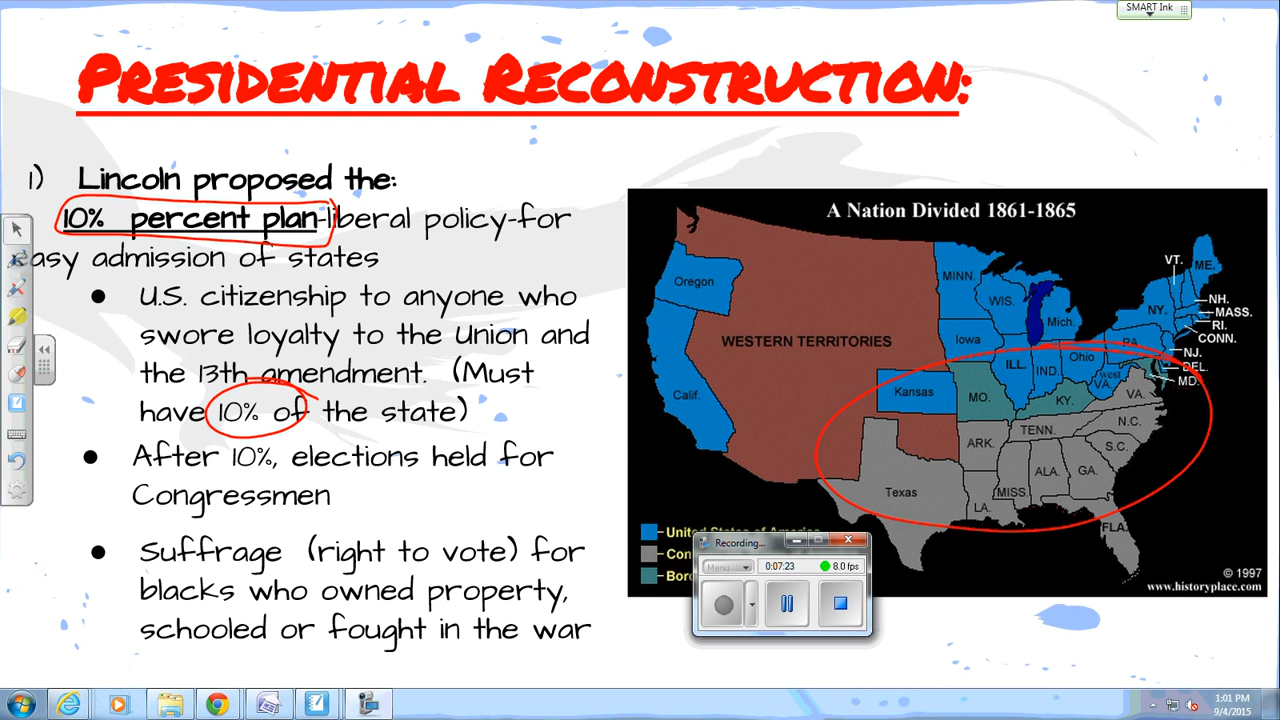 SMART Ink
PRESIDENTIAL RECONSTRUCTION:
1) Lincoln proposed the:
10% percent plan-liberal policy-for
easy admission of states
● U.S. citizenship to anyone who
swore loyalty to the Union and
the 13th amendment. (Must
have 10% of the state)
● After 10%, elections held for
Congressmen
● Suffrage (right to vote) for
blacks who owned property,
schooled or fought in the war
A Nation Divided 1861-1865
Oregon
Calif.
WESTERN TERRITORIES
Kansas
Texas
MINN.
WIS.
Iowa
Mich.
ILL.
IND.
Ohio
MO.
KY.
west
VA.
PA.
NY.
VT.
ME.
NH.
MASS.
RI.
CONN.
NJ.
DEL.
MD.
VA.
N.C.
TENN.
S.C.
ARK.
MISS.
ALA.
GA.
LA.
FLA.
United States of America
Con
Bor
© 1997
www.historyplace.com
Recording...
Menu
0:07:23
8.0 fps
1:01 PM
9/4/2015